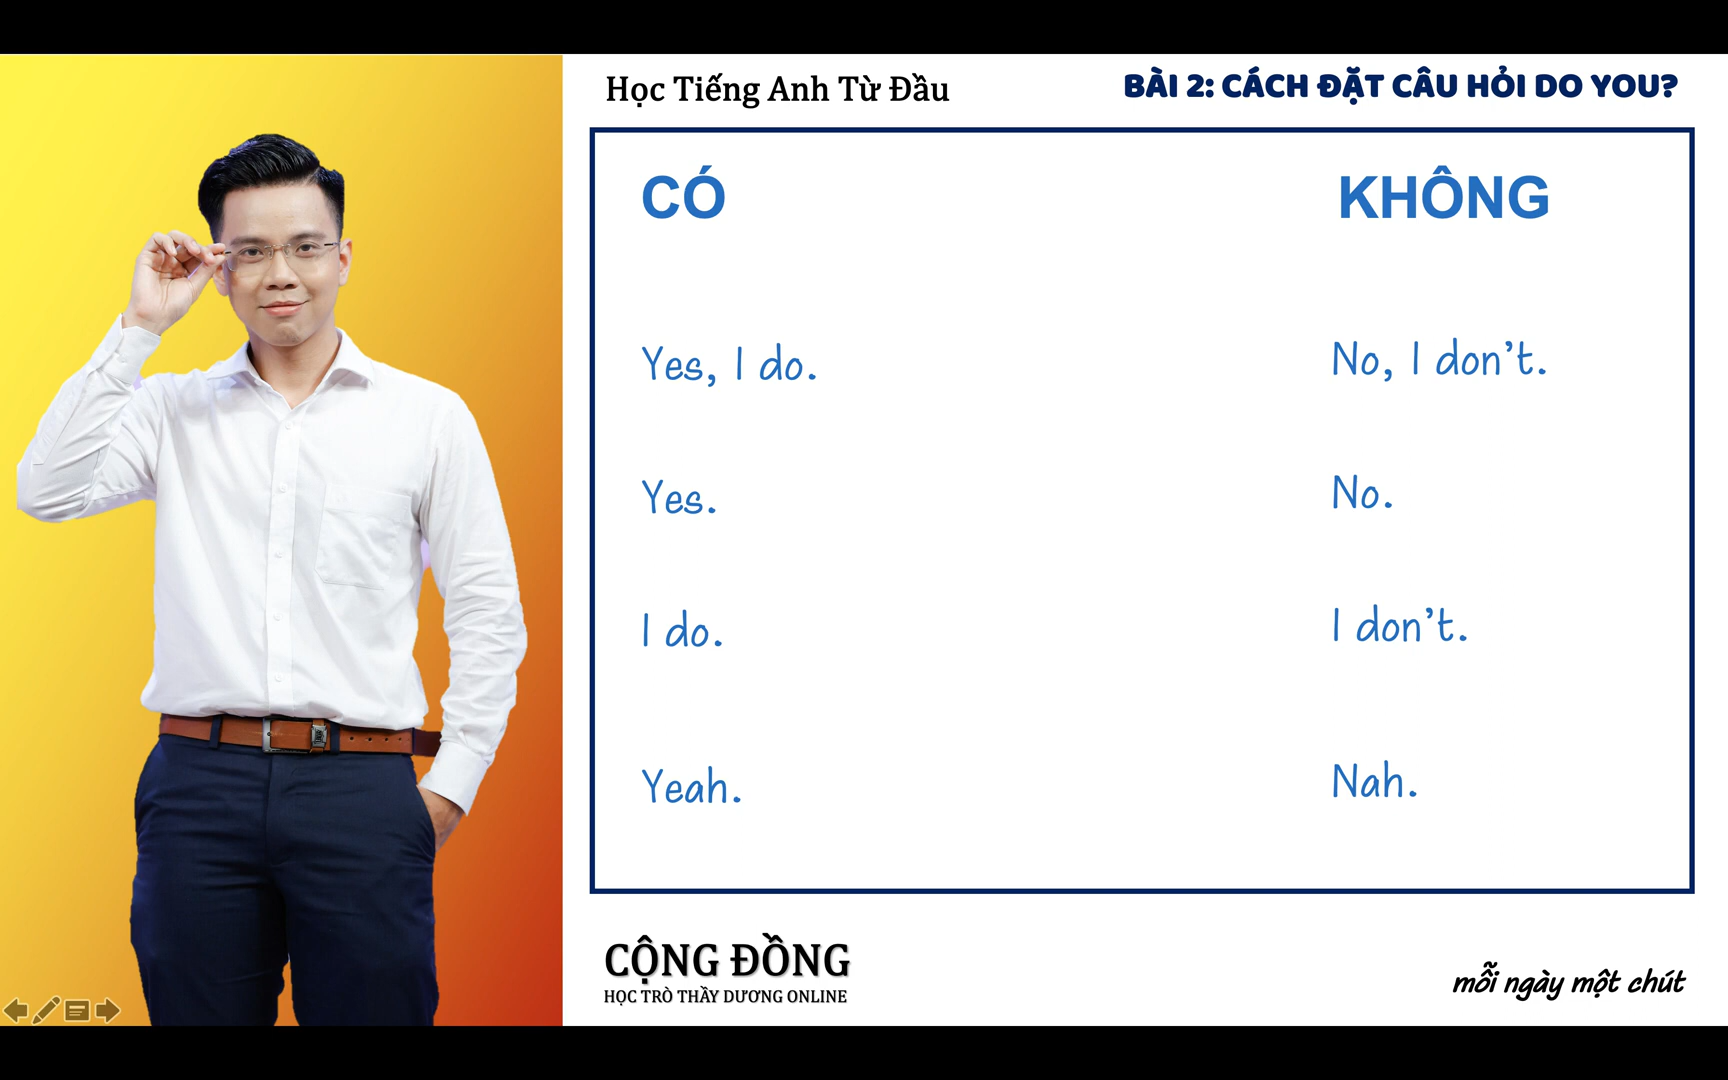 Học Tiếng Anh Từ Đầu
BÀI 2: CÁCH ĐẶT CÂU HỎI DO YOU?
CÓ
KHÔNG
Yes, I do.
No, I don't.
Yes.
No.
I do.
I don't.
Yeah.
Nah.
CỘNG ĐỒNG
HỌC TRÒ THẦY DƯƠNG ONLINE
mỗi ngày một chút